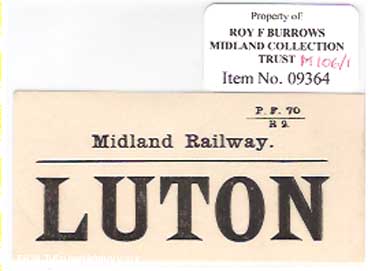 Property of:
ROY F BURROWS
MIDLAND COLLECTION
TRUST M106/1
Item No. 09364
P. F. 70
R 2.
Midland Railway.
LUTON